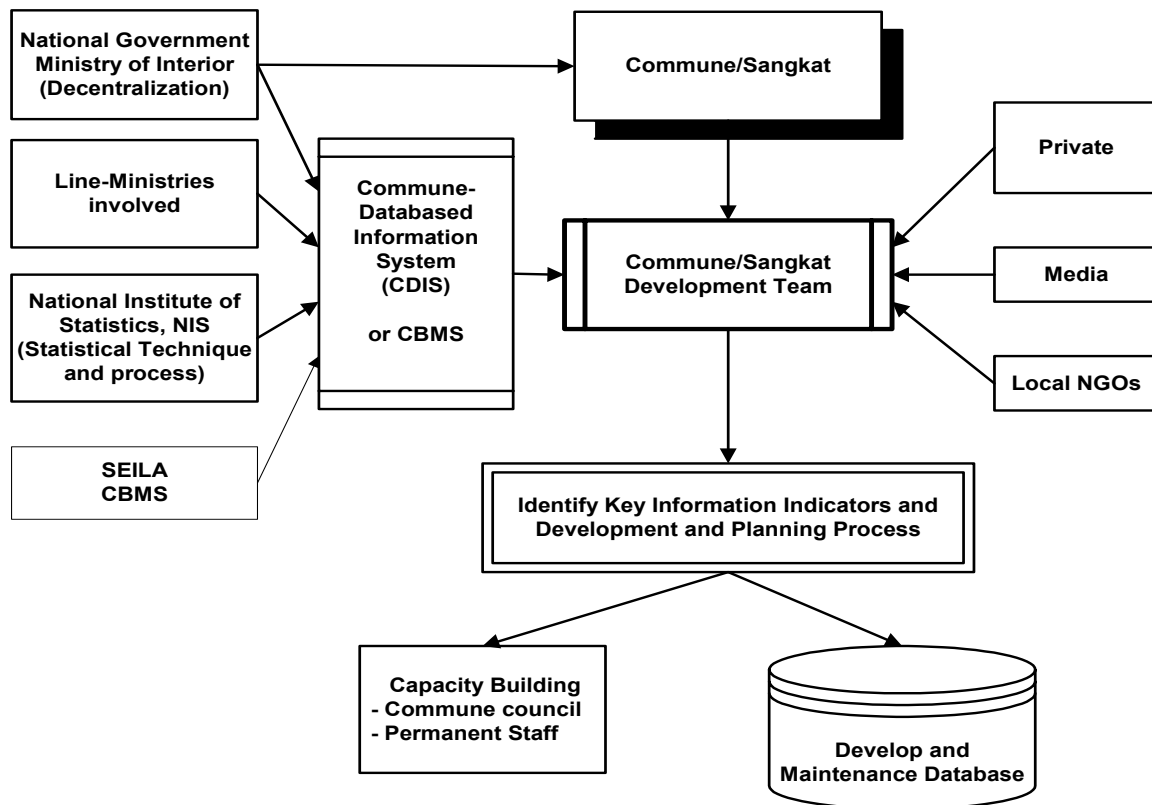 National Government
Ministry of Interior
(Decentralization)
Commune/Sangkat
Private
Line-Ministries
involved
Commune-
Databased
Information
System
(CDIS)
or CBMS
Commune/Sangkat
Development Team
Media
National Institute of
Statistics, NIS
(Statistical Technique
and process)
Local NGOs
SEILA
CBMS
Identify Key Information Indicators and
Development and Planning Process
Capacity Building
- Commune council
- Permanent Staff
Develop and
Maintenance Database